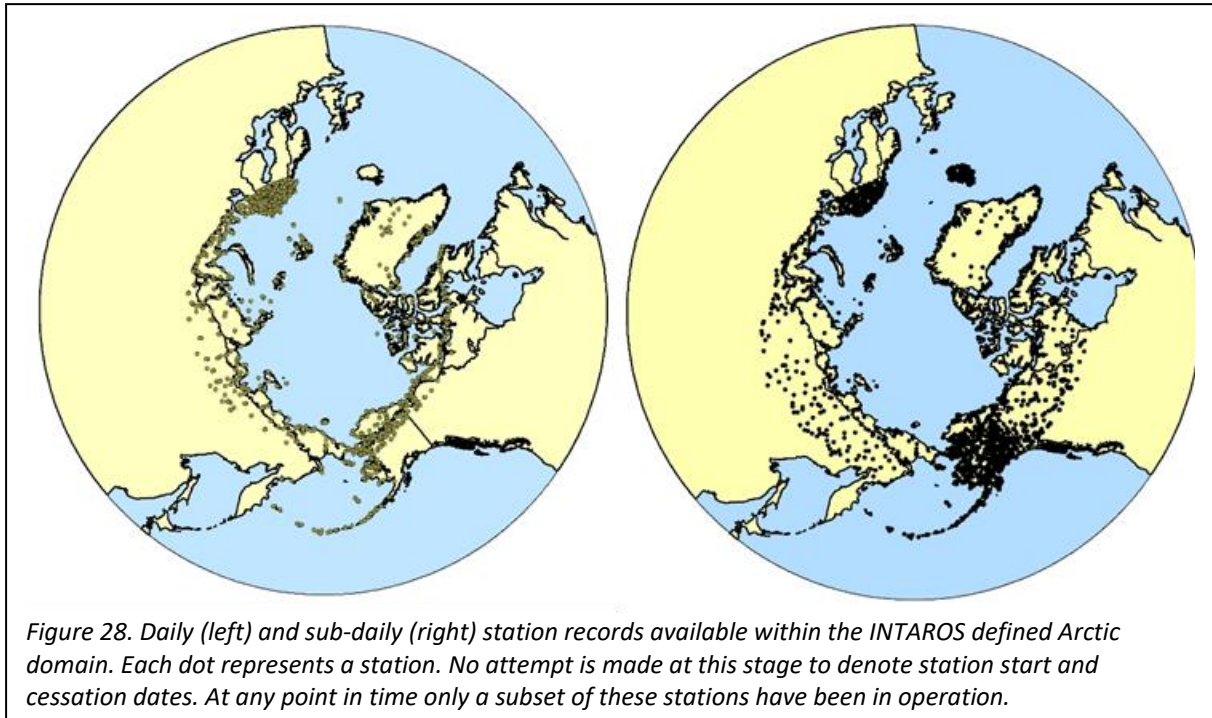 Figure 28. Daily (left) and sub-daily (right) station records available within the INTAROS defined Arctic
domain. Each dot represents a station. No attempt is made at this stage to denote station start and
cessation dates. At any point in time only a subset of these stations have been in operation.